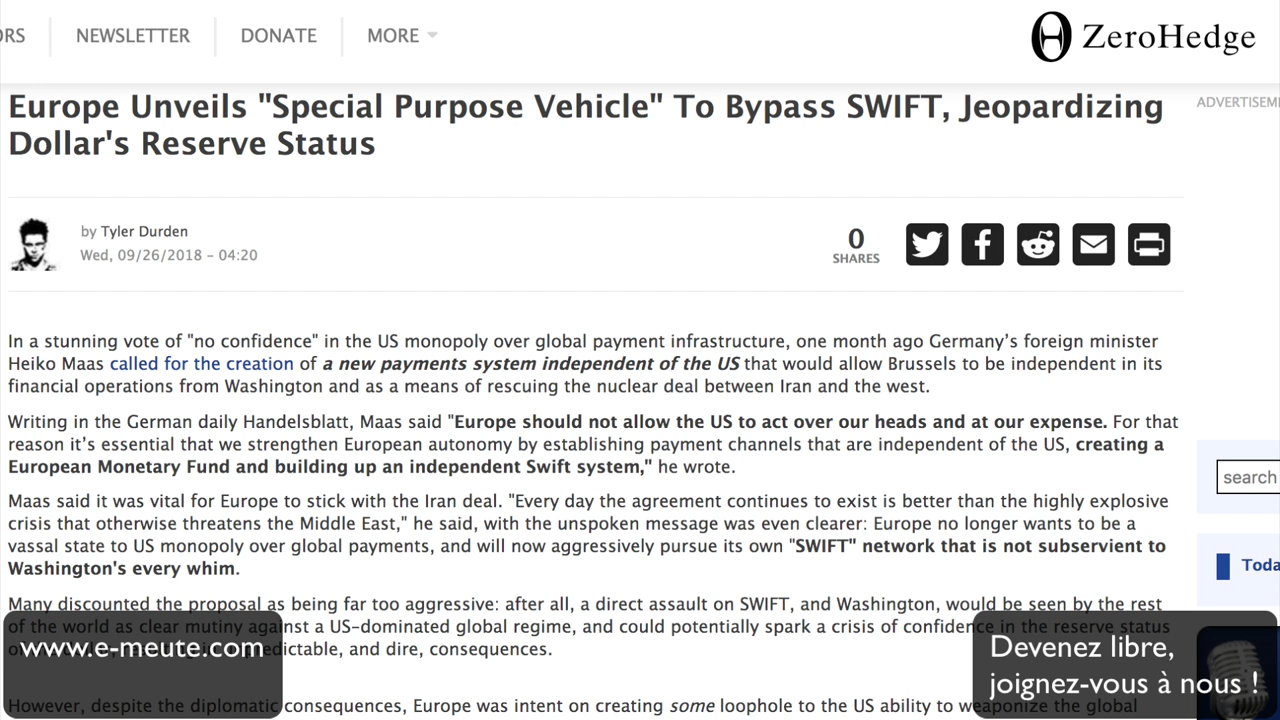 ORS
NEWSLETTER
DONATE
MORE
ZeroHedge
Europe Unveils "Special Purpose Vehicle" To Bypass SWIFT, Jeopardizing
Dollar's Reserve Status
by Tyler Durden
Wed, 09/26/2018 - 04:20
0
SHARES
In a stunning vote of "no confidence" in the US monopoly over global payment infrastructure, one month ago Germany’s foreign minister
Heiko Maas called for the creation of a new payments system independent of the US that would allow Brussels to be independent in its
financial operations from Washington and as a means of rescuing the nuclear deal between Iran and the west.
Writing in the German daily Handelsblatt, Maas said "Europe should not allow the US to act over our heads and at our expense. For that
reason it’s essential that we strengthen European autonomy by establishing payment channels that are independent of the US, creating a
European Monetary Fund and building up an independent Swift system," he wrote.
Maas said it was vital for Europe to stick with the Iran deal. "Every day the agreement continues to exist is better than the highly explosive
crisis that otherwise threatens the Middle East," he said, with the unspoken message was even clearer: Europe no longer wants to be a
vassal state to US monopoly over global payments, and will now aggressively pursue its own "SWIFT" network that is not subservient to
Washington's every whim.
Many discounted the proposal as being far too aggressive: after all, a direct assault on SWIFT, and Washington, would be seen by the rest
of the world as clear mutiny against a US-dominated global regime, and could potentially spark a crisis of confidence in the reserve status
and dire, consequences.
However, despite the diplomatic consequences, Europe was intent on creating some loophole to the US ability to weaponize the global
ADVERTISEM
search
Toda
www.e-meute.com
Devenez libre,
joignez-vous à nous !